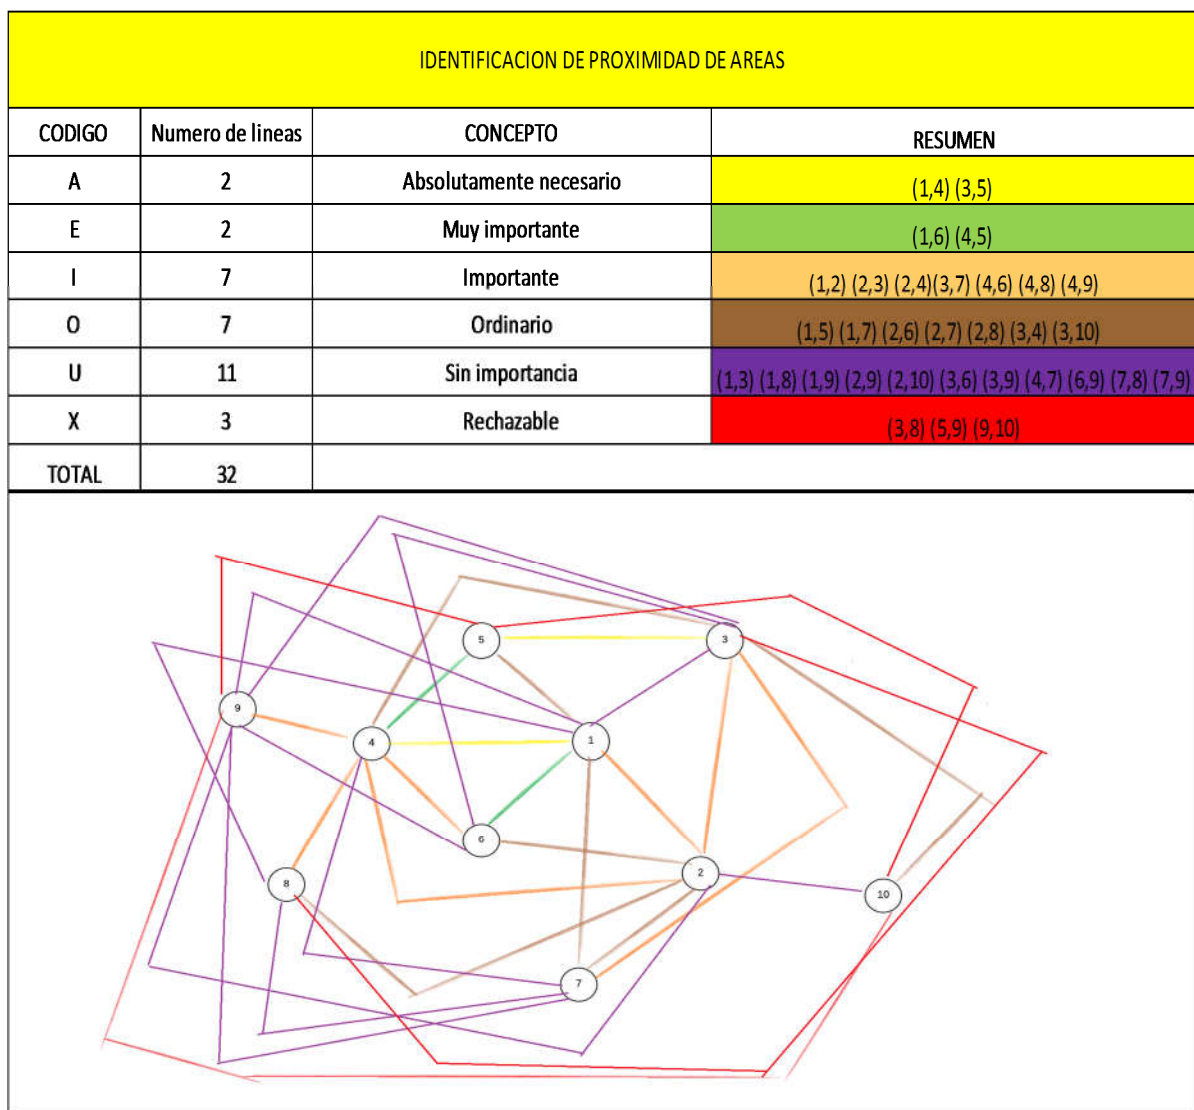 IDENTIFICACION DE PROXIMIDAD DE AREAS
CODIGO Numero de lineas CONCEPTO RESUMEN
A 2 Absolutamente necesario (1,4) (3,5)
E 2 Muy importante (1,6) (4,5)
I 7 Importante (1,2) (2,3) (2,4)(3,7) (4,6) (4,8) (4,9)
O 7 Ordinario (1,5) (1,7) (2,6) (2,7) (2,8) (3,4) (3,10)
U 11 Sin importancia (1,3) (1,8) (1,9) (2,9) (2,10) (3,6) (3,9) (4,7) (6,9) (7,8) (7,9)
X 3 Rechazable (3,8) (5,9) (9,10)
TOTAL 32
5 3
9
4 1
6
2
8
10
7